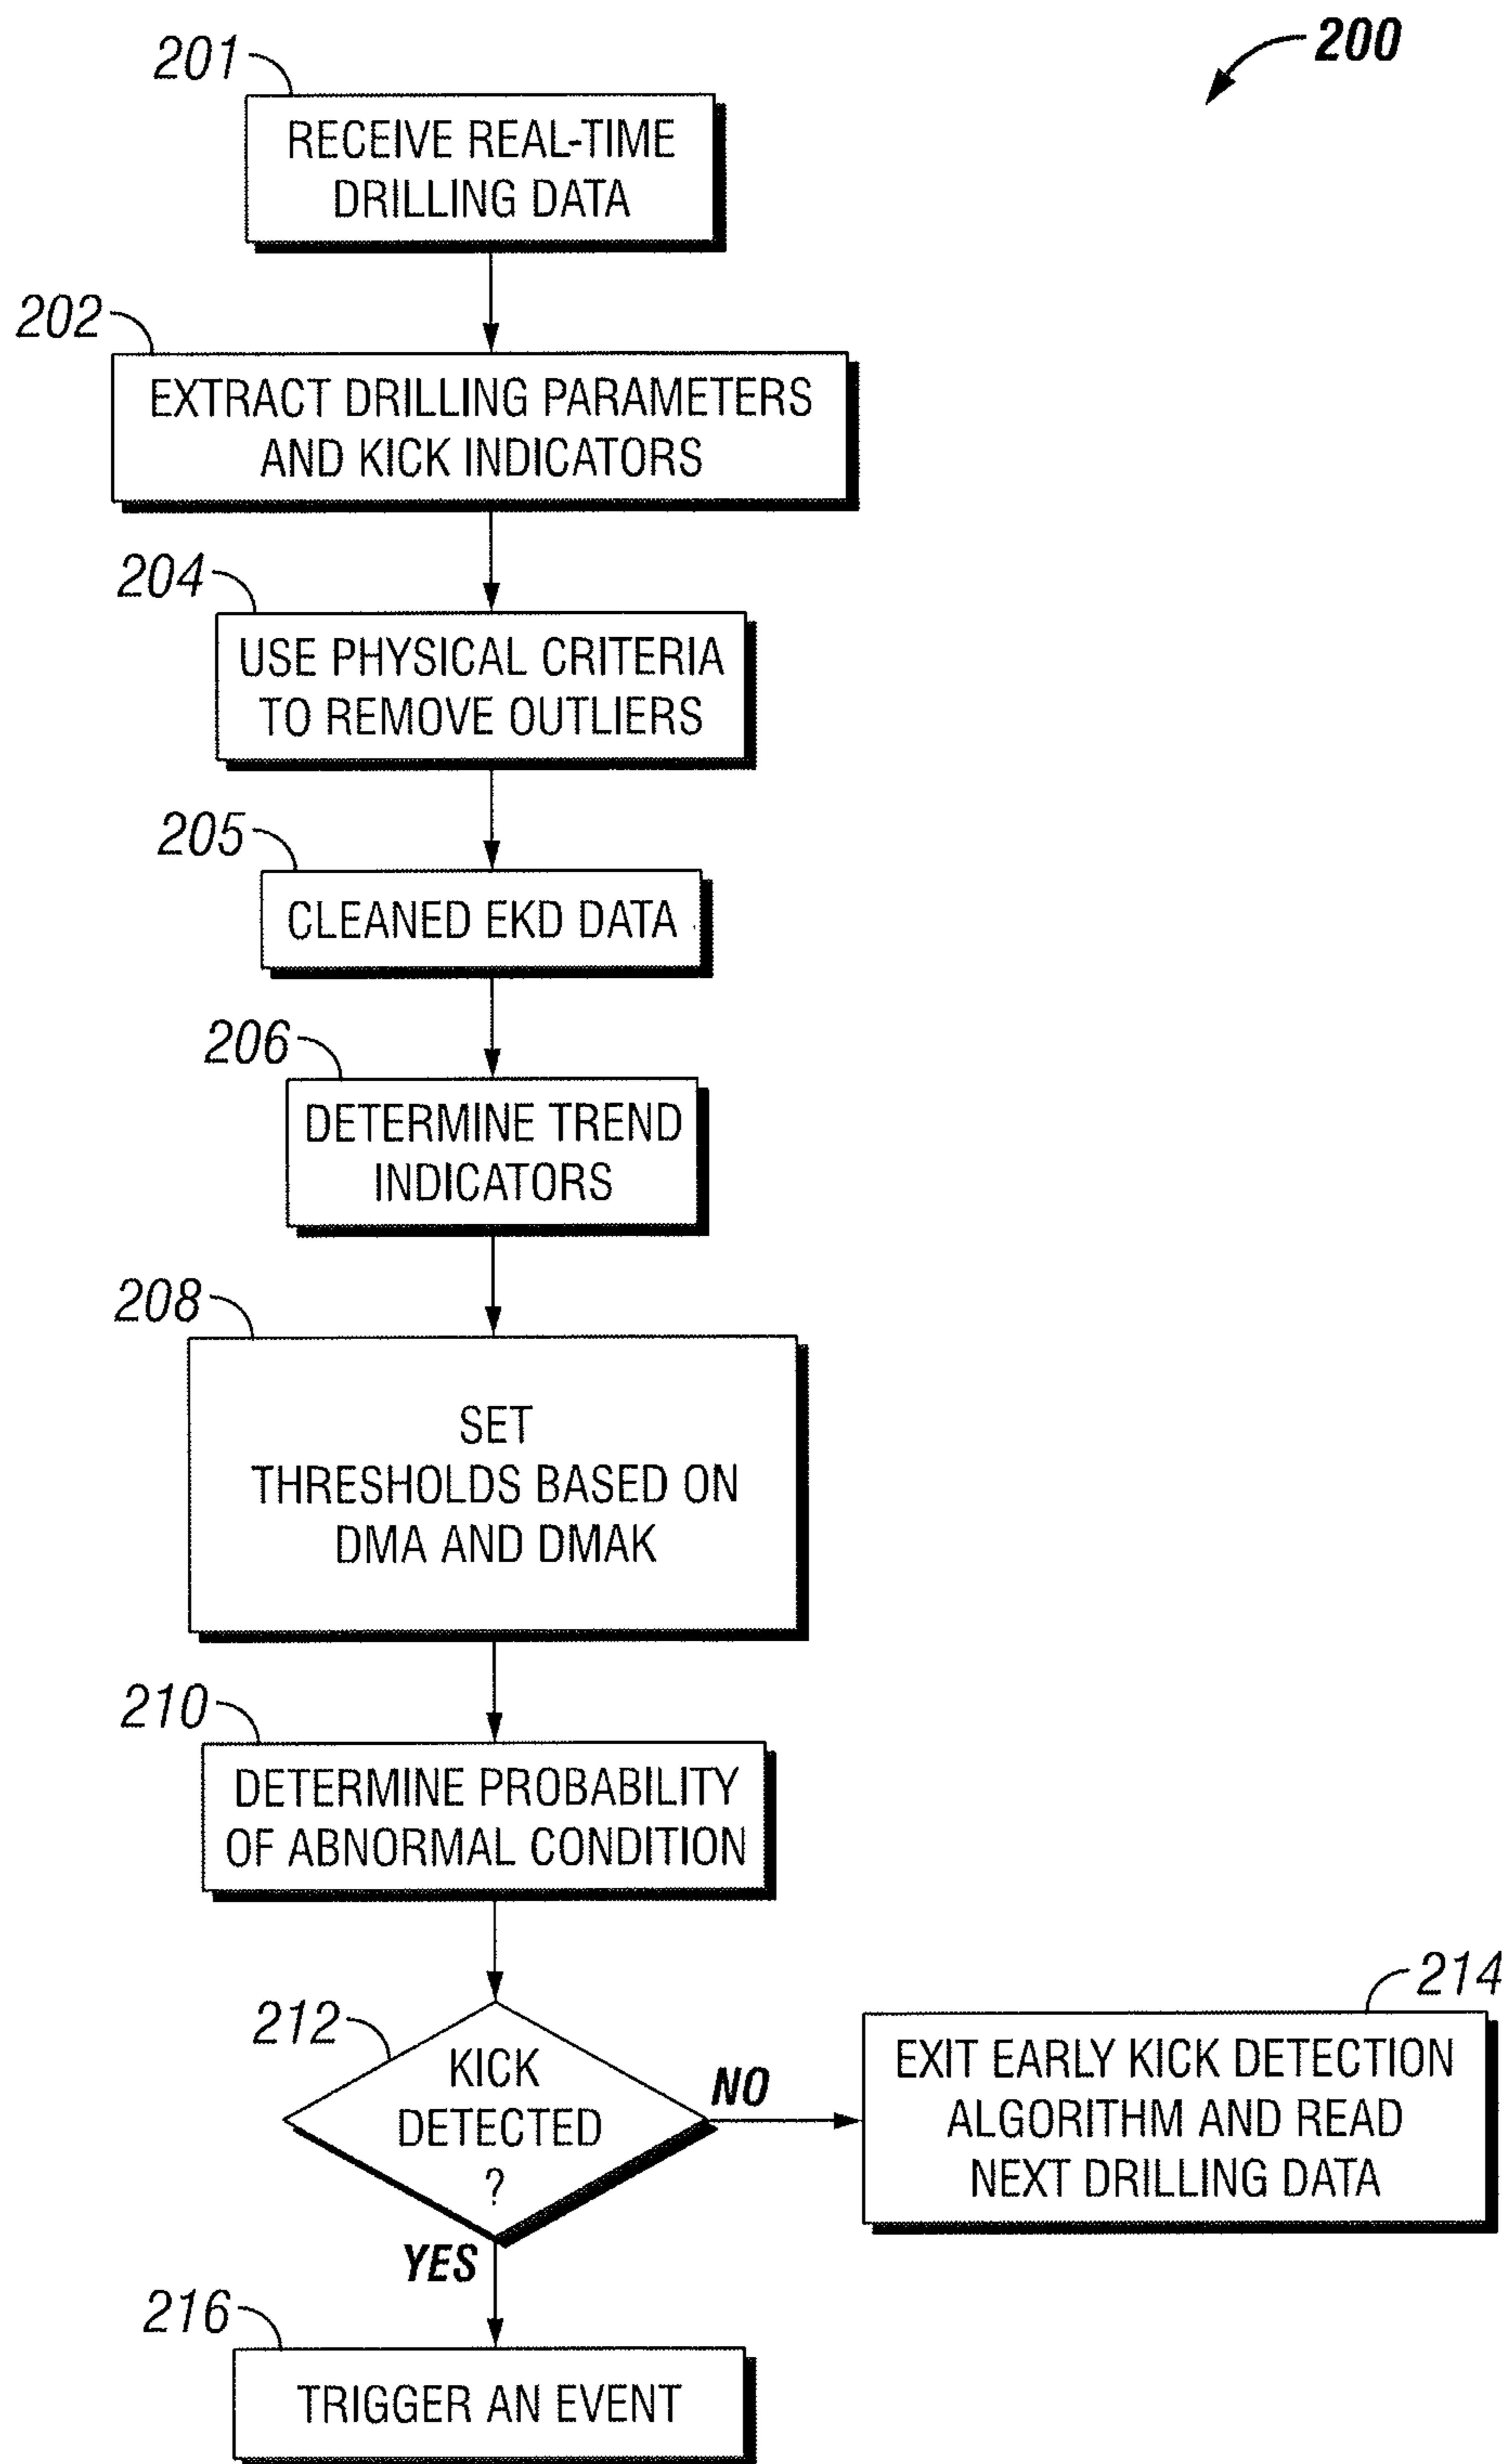 200
201
RECEIVE REAL-TIME
DRILLING DATA
202
EXTRACT DRILLING PARAMETERS
AND KICK INDICATORS
204
USE PHYSICAL CRITERIA
TO REMOVE OUTLIERS
205
CLEANED EKD DATA
206
DETERMINE TREND
INDICATORS
208
SET
THRESHOLDS BASED ON
DMA AND DMAK
210
DETERMINE PROBABILITY
OF ABNORMAL CONDITION
212
KICK
DETECTED
?
NO
214
EXIT EARLY KICK DETECTION
ALGORITHM AND READ
NEXT DRILLING DATA
YES
216
TRIGGER AN EVENT